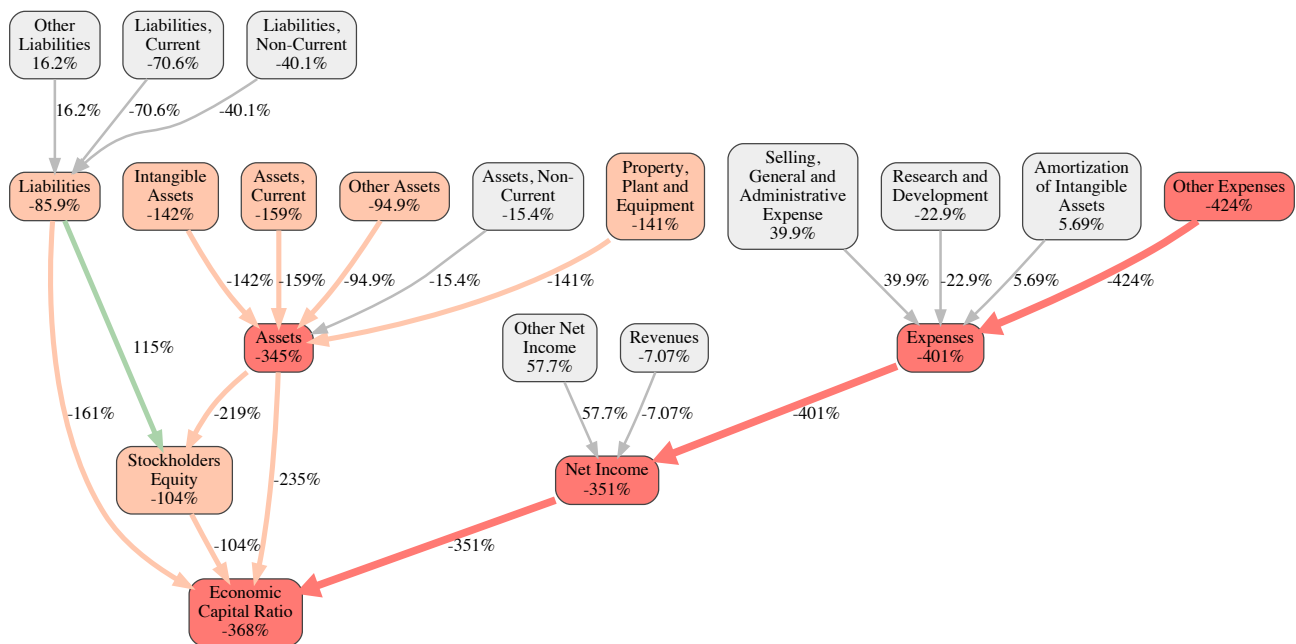 Other
Liabilities
16.2%
Liabilities,
Current
-70.6%
Liabilities,
Non-Current
-40.1%
16.2%
-70.6%
-40.1%
Liabilities
-85.9%
Intangible
Assets
-142%
Assets,
Current
-159%
Other Assets
-94.9%
Assets, Non-
Current
-15.4%
Property,
Plant and
Equipment
-141%
Selling,
General and
Administrative
Expense
39.9%
Research and
Development
-22.9%
Amortization
of Intangible
Assets
5.69%
Other Expenses
-424%
-142%
-159%
-94.9%
-15.4%
-141%
39.9%
-22.9%
5.69%
-424%
115%
Assets
-345%
Other Net
Income
57.7%
Revenues
-7.07%
Expenses
-401%
-161%
-219%
57.7%
-7.07%
-401%
Stockholders
Equity
-104%
-235%
Net Income
-351%
-104%
-351%
Economic
Capital Ratio
-368%